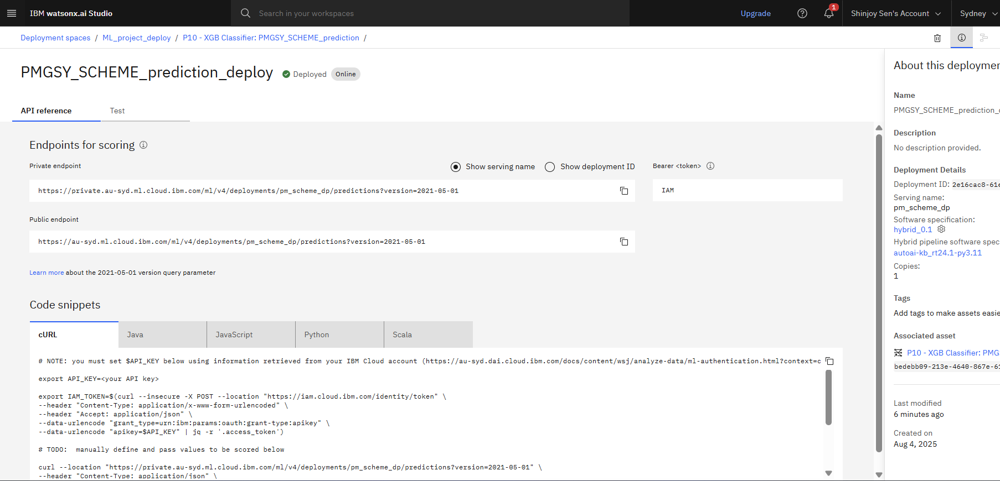 IBM watsonx.ai Studio
Search in your workspaces
Upgrade
1
Shinjoy Sen's Account
Sydney
Deployment spaces / ML_project_deploy / P10 - XGB Classifier: PMGSY_SCHEME_prediction /
PMGSY_SCHEME_prediction_deploy
Deployed
Online
API reference
Test
Endpoints for scoring
Private endpoint
Show serving name
Show deployment ID
Bearer <token>
https://private.au-syd.ml.cloud.ibm.com/ml/v4/deployments/pm_scheme_dp/predictions?version=2021-05-01
IAM
Public endpoint
https://au-syd.ml.cloud.ibm.com/ml/v4/deployments/pm_scheme_dp/predictions?version=2021-05-01
Learn more about the 2021-05-01 version query parameter
Code snippets
cURL
Java
JavaScript
Python
Scala
# NOTE: you must set $API_KEY below using information retrieved from your IBM Cloud account (https://au-syd.dai.cloud.ibm.com/docs/content/wsj/analyze-data/ml-authentication.html?context=c
export API_KEY=<your API key>
export IAM_TOKEN=$(curl --insecure -X POST --location "https://iam.cloud.ibm.com/identity/token" \
--header "Content-Type: application/x-www-form-urlencoded" \
--header "Accept: application/json" \
--data-urlencode "grant_type=urn:ibm:params:oauth:grant-type:apikey" \
--data-urlencode "apikey=$API_KEY" | jq -r '.access_token')
# TODO:  manually define and pass values to be scored below
curl --location "https://private.au-syd.ml.cloud.ibm.com/ml/v4/deployments/pm_scheme_dp/predictions?version=2021-05-01" \
--header "Content-Type: application/json" \
About this deploymen
Name
PMGSY_SCHEME_prediction_
Description
No description provided.
Deployment Details
Deployment ID: 2e16cac8-61e
Serving name:
pm_scheme_dp
Software specification:
hybrid_0.1
Hybrid pipeline software spec
autoai-kb_rt24.1-py3.11
Copies:
1
Tags
Add tags to make assets easie
Associated asset
P10 - XGB Classifier: PMG
bedebb09-213e-4640-867e-61
Last modified
6 minutes ago
Created on
Aug 4, 2025